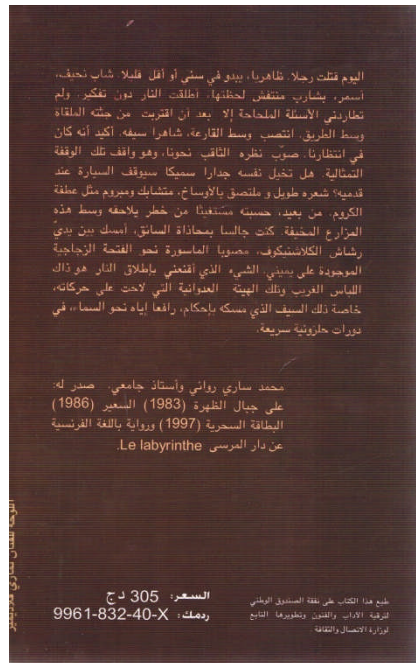 اليوم قتلت رجلا. ظاهريا، يبدو في سني أو أقل قليلا. شاب نحيف،
اسمر، بشارب منتفش لحظتها. أطلقت النار دون تفكير. ولم
تطاردني الأسئلة الملحاحة إلا بعد أن اقتربت من جثته الملقاة
وسط الطريق. انتصب وسط القارعة، شاهرا سيفه. أكيد أنه كان
في انتظارنا. صوّب نظره الثاقب نحونا، وهو واقف تلك الوقفة
التمثالية. هل تخيل نفسه جدارا سميكا سيوقف السيارة عند
قدميه؟ شعره طويل و ملتصق بالأوساخ، متشابك ومبروم مثل عطفة
الكروم. من بعيد، حسبته مستغيثا من خطر يلاحقه وسط هذه
المزارع المخيفة. كنت جالسا بمحاذاة السائق، أمسك بين يديّ
رشاش الكلاشنيكوف، مصوبا الماسورة نحو الفتحة الزجاجية
الموجودة على يميني. الشيء الذي أقنعني بإطلاق النار هو ذاك
اللباس الغريب وتلك الهيئة العدوانية التي لاحت على حركاته،
خاصة ذلك السيف الذي مسكه بإحكام، رافعا إياه نحو السماء، في
دورات حلزونية سريعة.
محمد ساري روائي وأستاذ جامعي. صدر له:
على جبال الظهرة (1983) السعير (1986)
البطاقة السحرية (1997) ورواية باللغة الفرنسية
عن دار المرسى Le labyrinthe.
السعر: 305 دج
ردمك: 9961-832-40-X
طبع هذا الكتاب على نفقة الصندوق الوطني
لترقية الآداب والفنون وتطويرها التابع
لوزارة الاتصال والثقافة